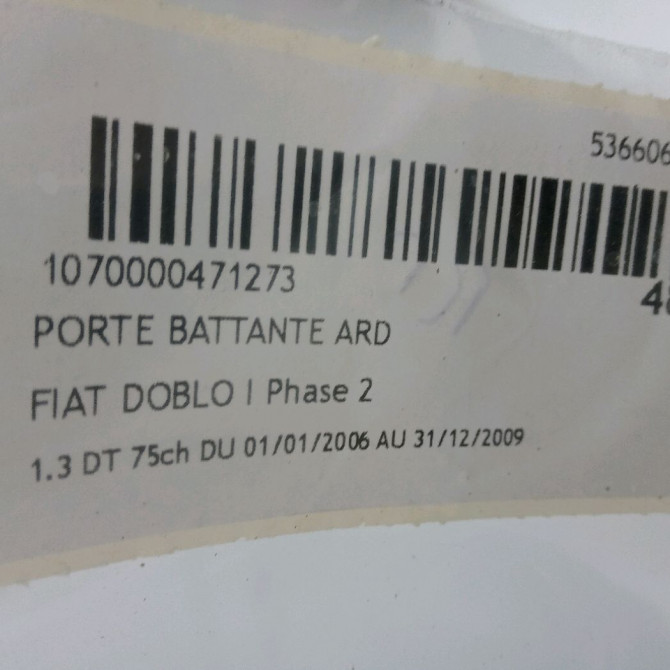 536606
1070000471273
PORTE BATTANTE ARD
FIAT DOBLO I Phase 2
1.3 DT 75ch DU 01/01/2006 AU 31/12/2009